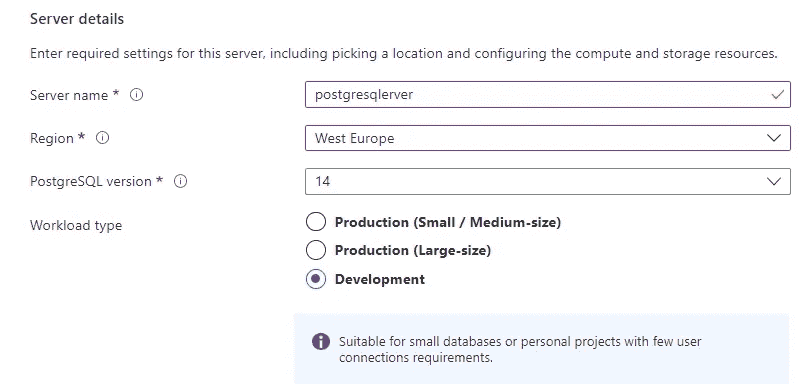 Server details
Enter required settings for this server, including picking a location and configuring the compute and storage resources.
Server name * postgresqlerver
Region * West Europe
PostgreSQL version * 14
Workload type
Production (Small / Medium-size)
Production (Large-size)
Development
Suitable for small databases or personal projects with few user
connections requirements.